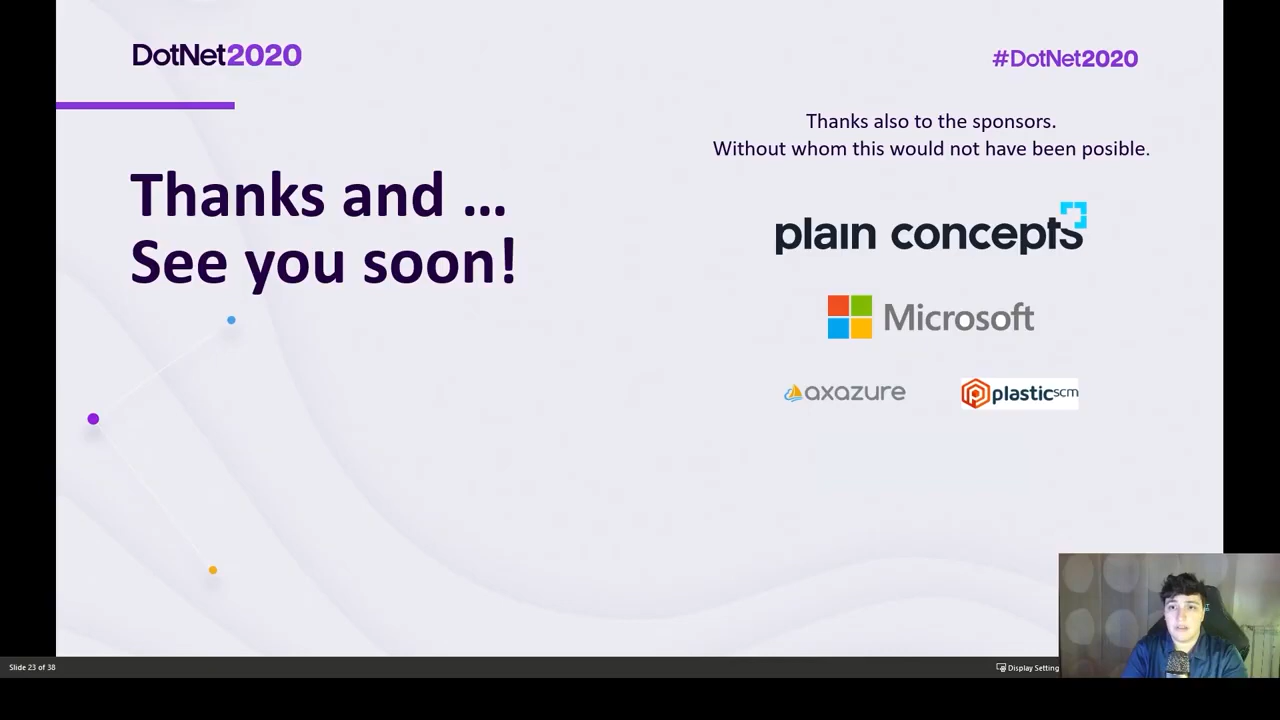 DotNet2020
#DotNet2020
Thanks also to the sponsors.
Without whom this would not have been posible.
Thanks and ...
See you soon!
plain concepts
Microsoft
axazure
plasticscm
Slide 23 of 38
Display Setting